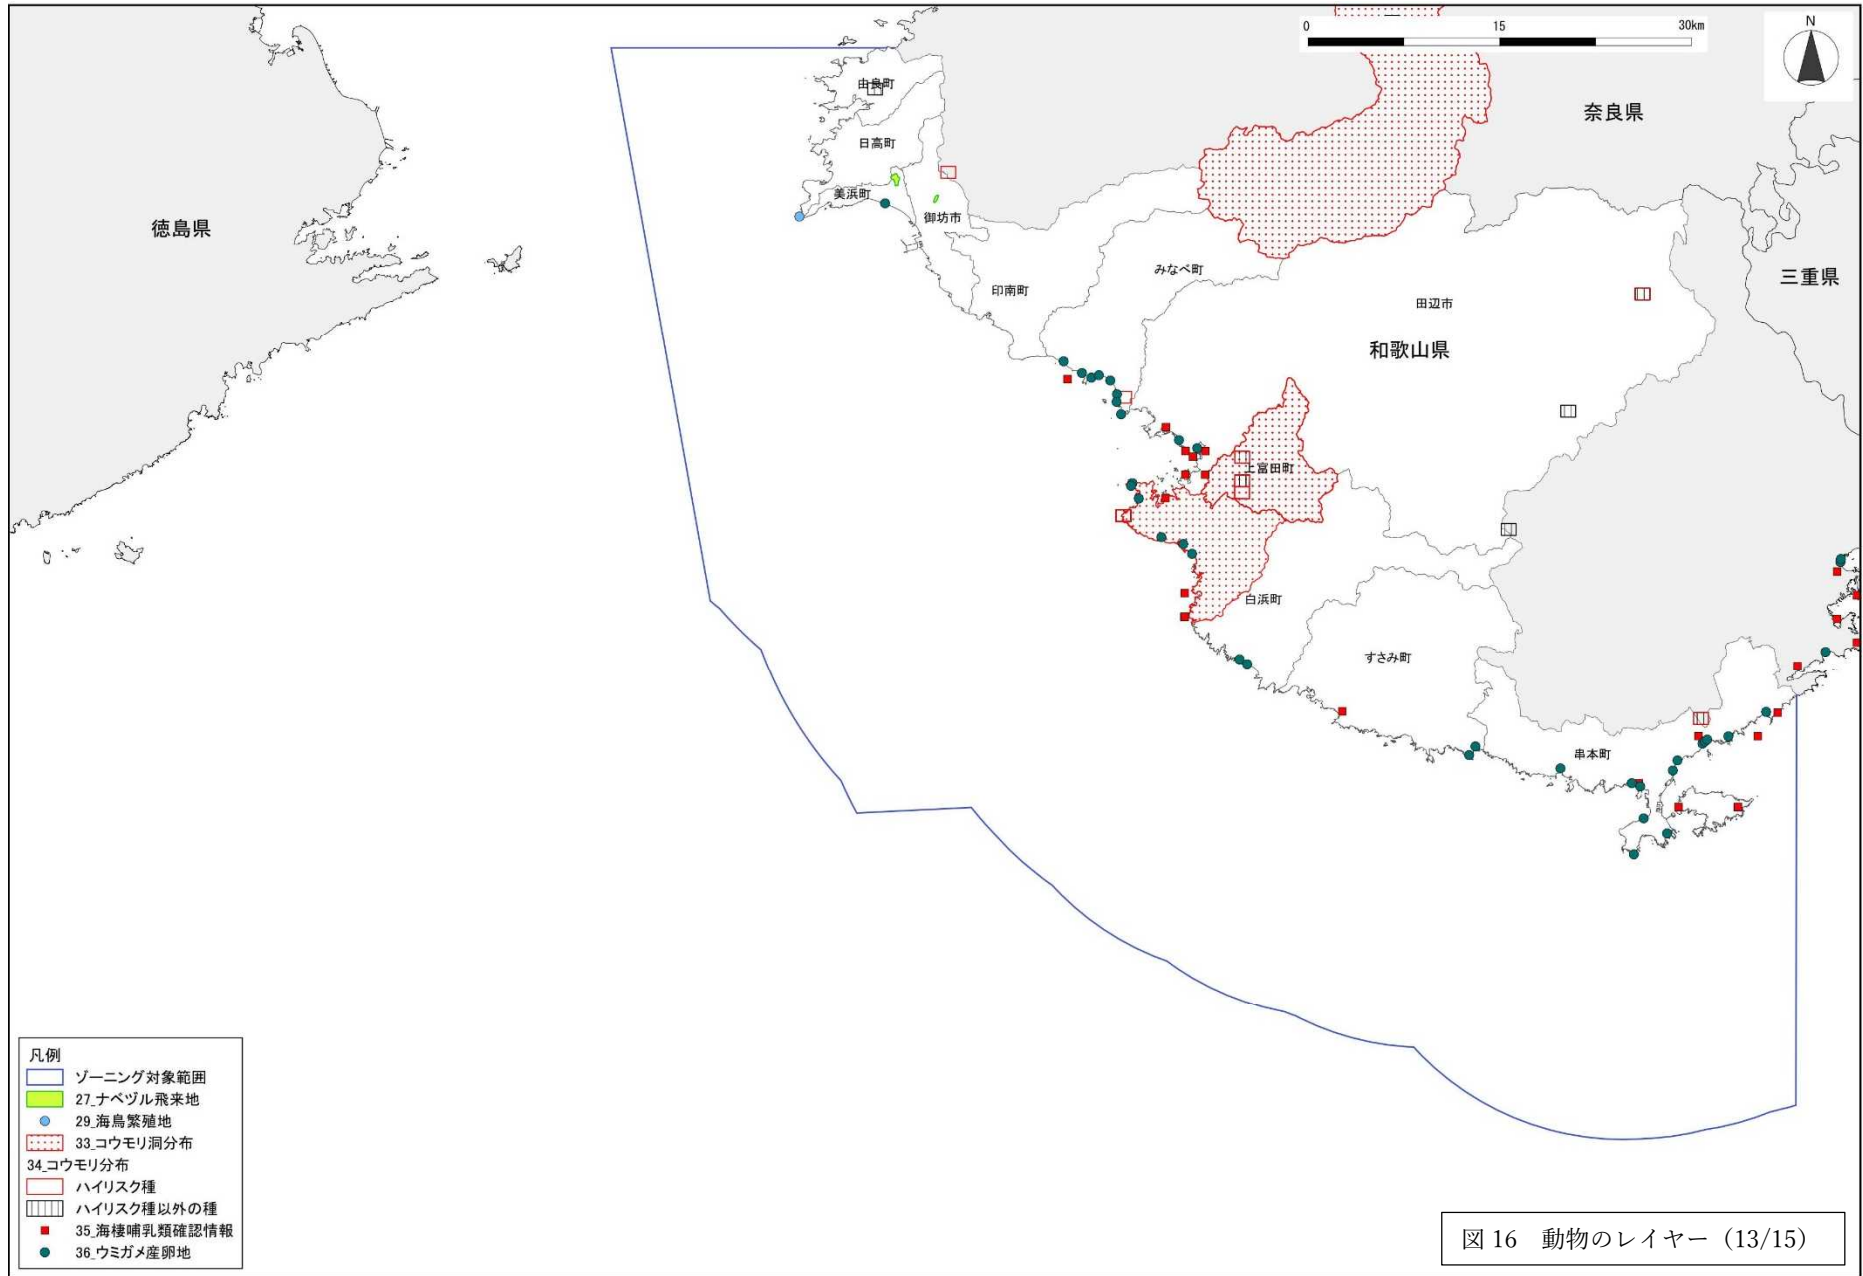 0 15 30km
N
由良町
奈良県
日高町
美浜町
徳島県
御坊市
みなべ町
三重県
印南町
田辺市
和歌山県
上富田町
白浜町
すさみ町
串本町
凡例
ゾーニング対象範囲
27_ナベヅル飛来地
29_海鳥繁殖地
33_コウモリ洞分布
34_コウモリ分布
ハイリスク種
ハイリスク種以外の種
35_海棲哺乳類確認情報
36_ウミガメ産卵地
図 16 動物のレイヤー（13/15）